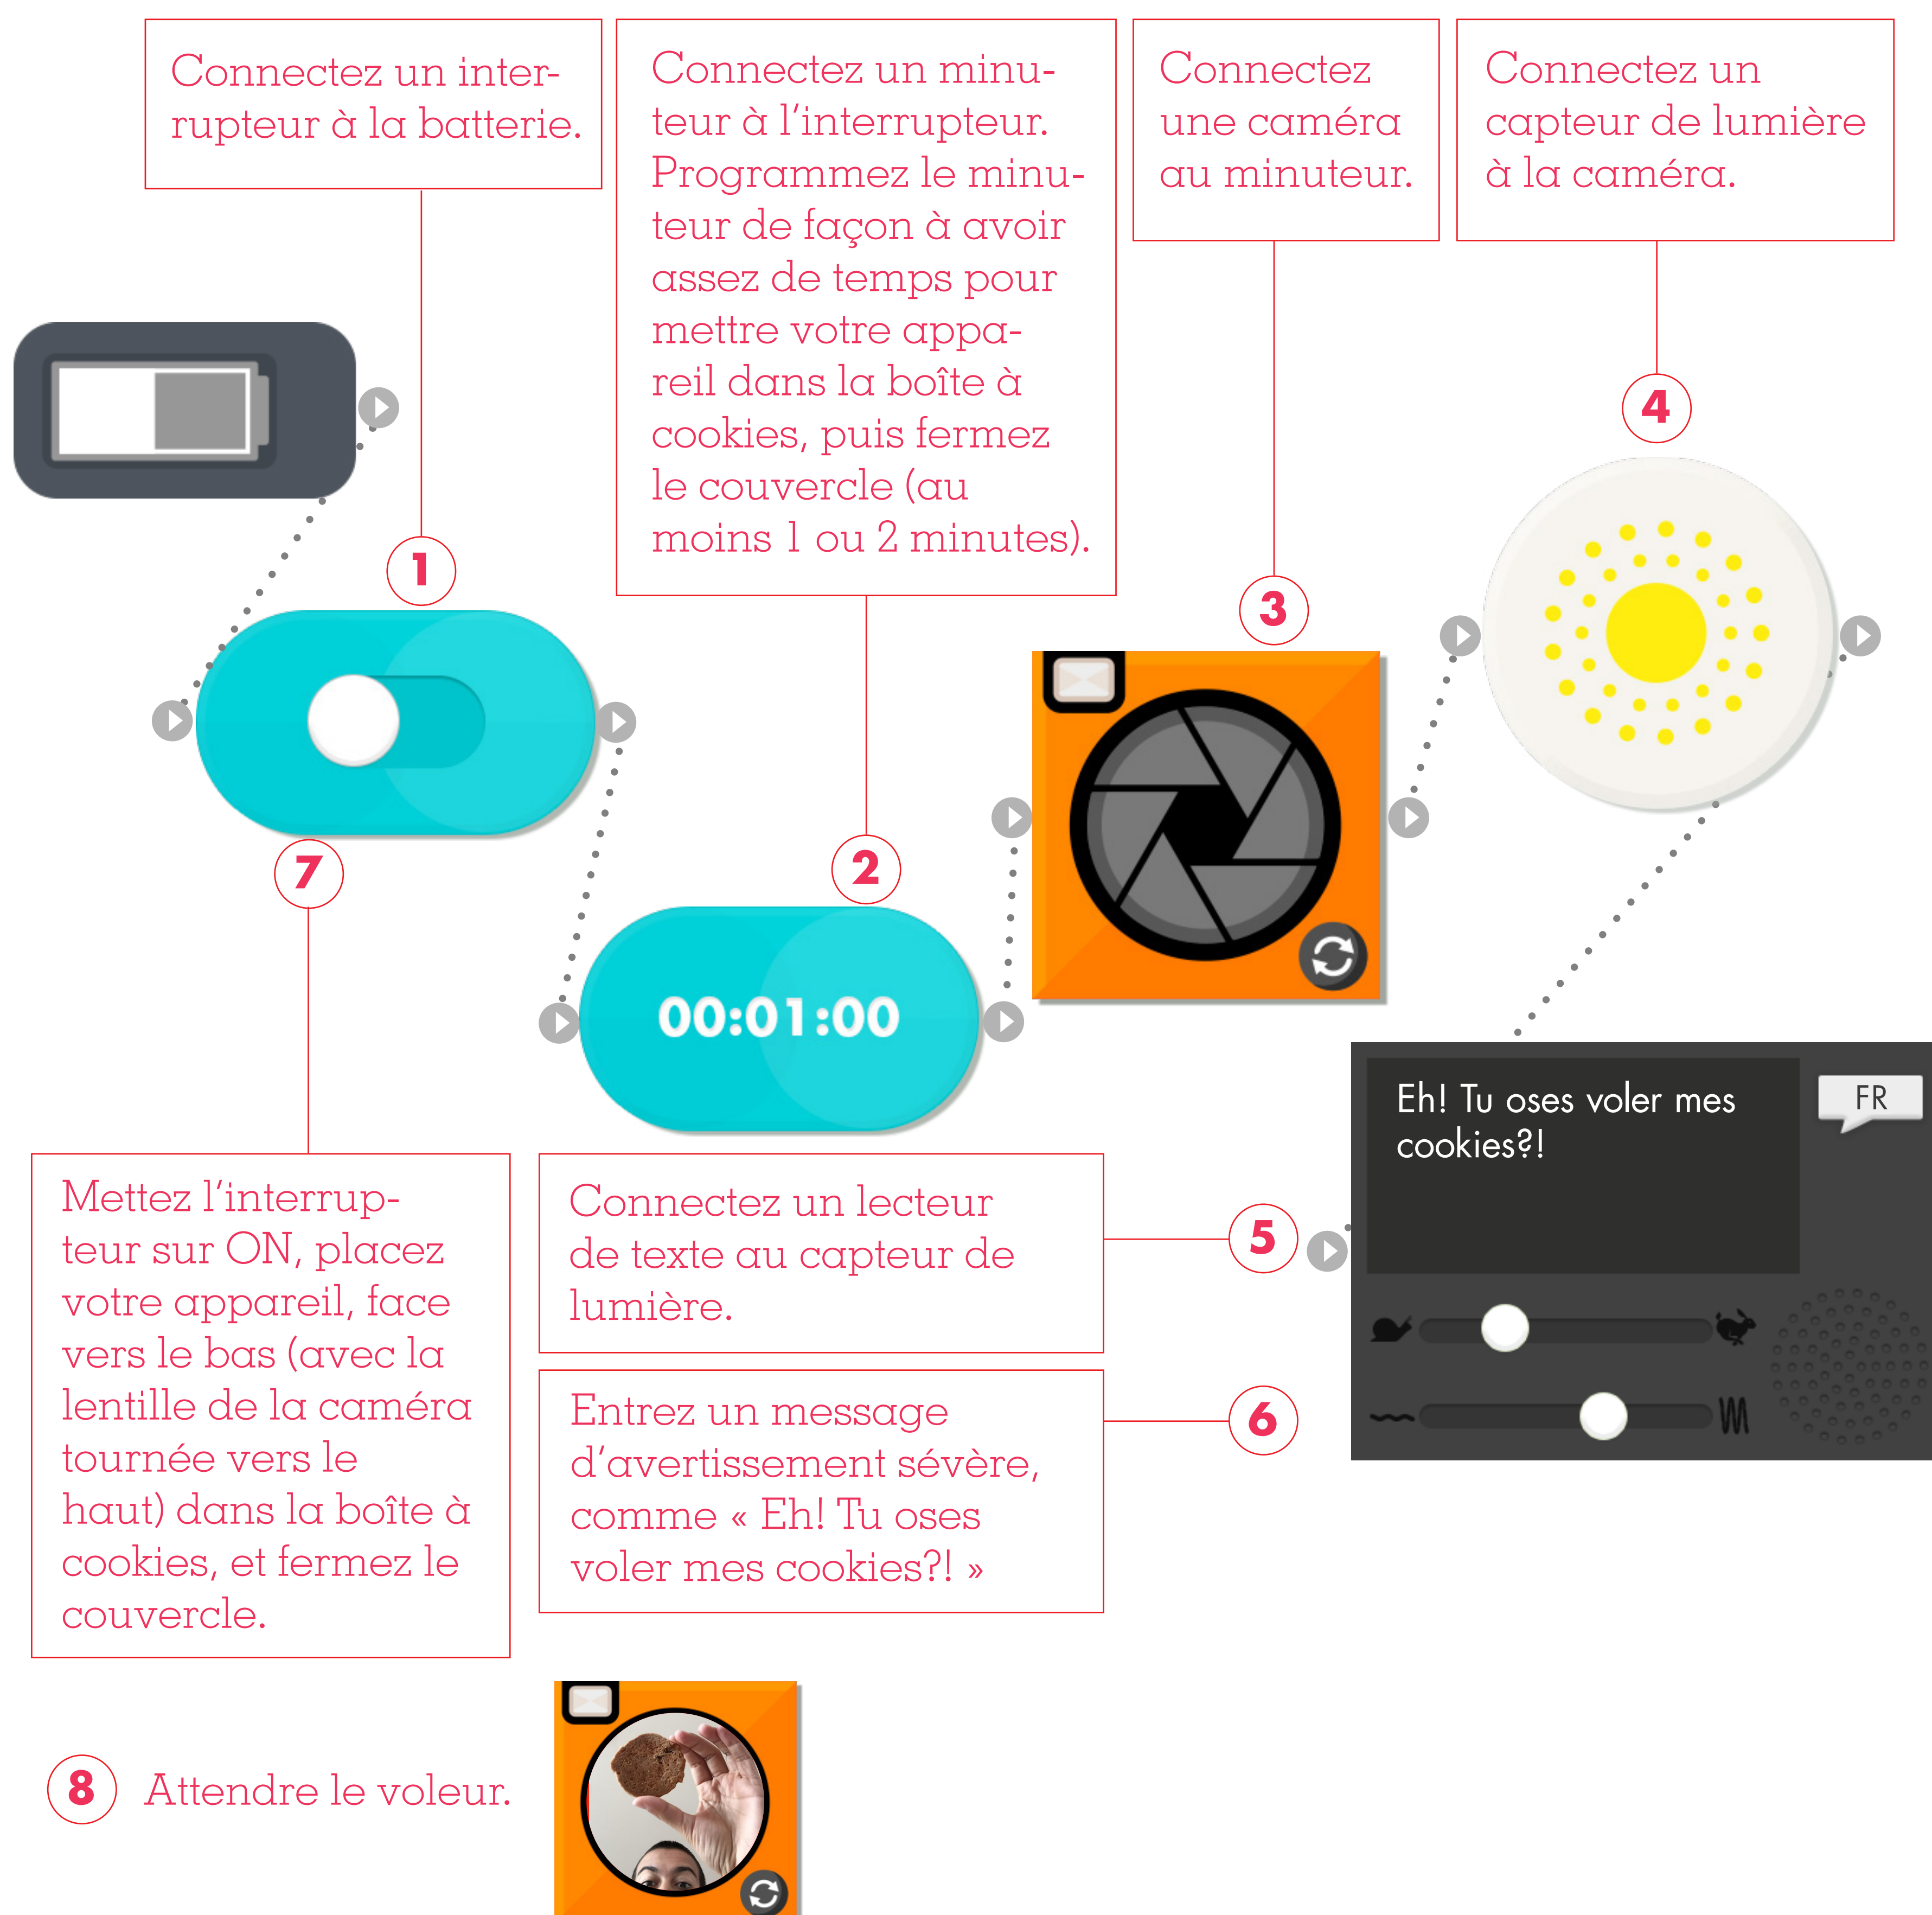 Connectez un inter-
rupteur à la batterie.
Connectez un minu-
teur à l'interrupteur.
Programmez le minu-
teur de façon à avoir
assez de temps pour
mettre votre appa-
reil dans la boîte à
cookies, puis fermez
le couvercle (au
moins 1 ou 2 minutes).
Connectez
une caméra
au minuteur.
Connectez un
capteur de lumière
à la caméra.
1
2
3
4
7
00:01:00
Eh! Tu oses voler mes
cookies?!
FR
Mettez l'interrup-
teur sur ON, placez
votre appareil, face
vers le bas (avec la
lentille de la caméra
tournée vers le
haut) dans la boîte à
cookies, et fermez le
couvercle.
Connectez un lecteur
de texte au capteur de
lumière.
5
Entrez un message
d'avertissement sévère,
comme « Eh! Tu oses
voler mes cookies?! »
6
8 Attendre le voleur.